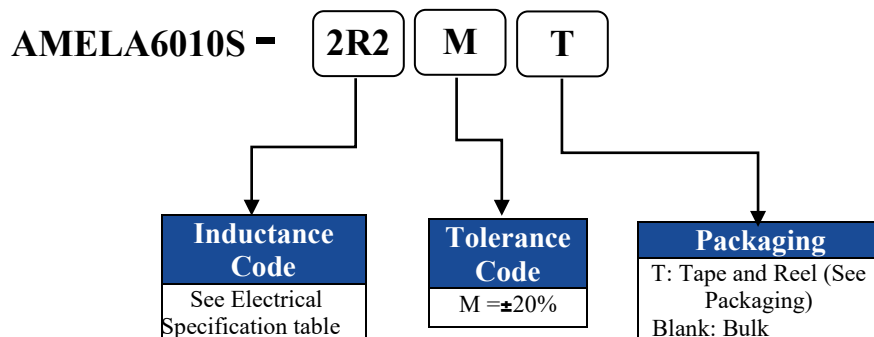 AMELA6010S - 2R2 M T
Inductance
Code
See Electrical
Specification table
Tolerance
Code
M =±20%
Packaging
T: Tape and Reel (See
Packaging)
Blank: Bulk